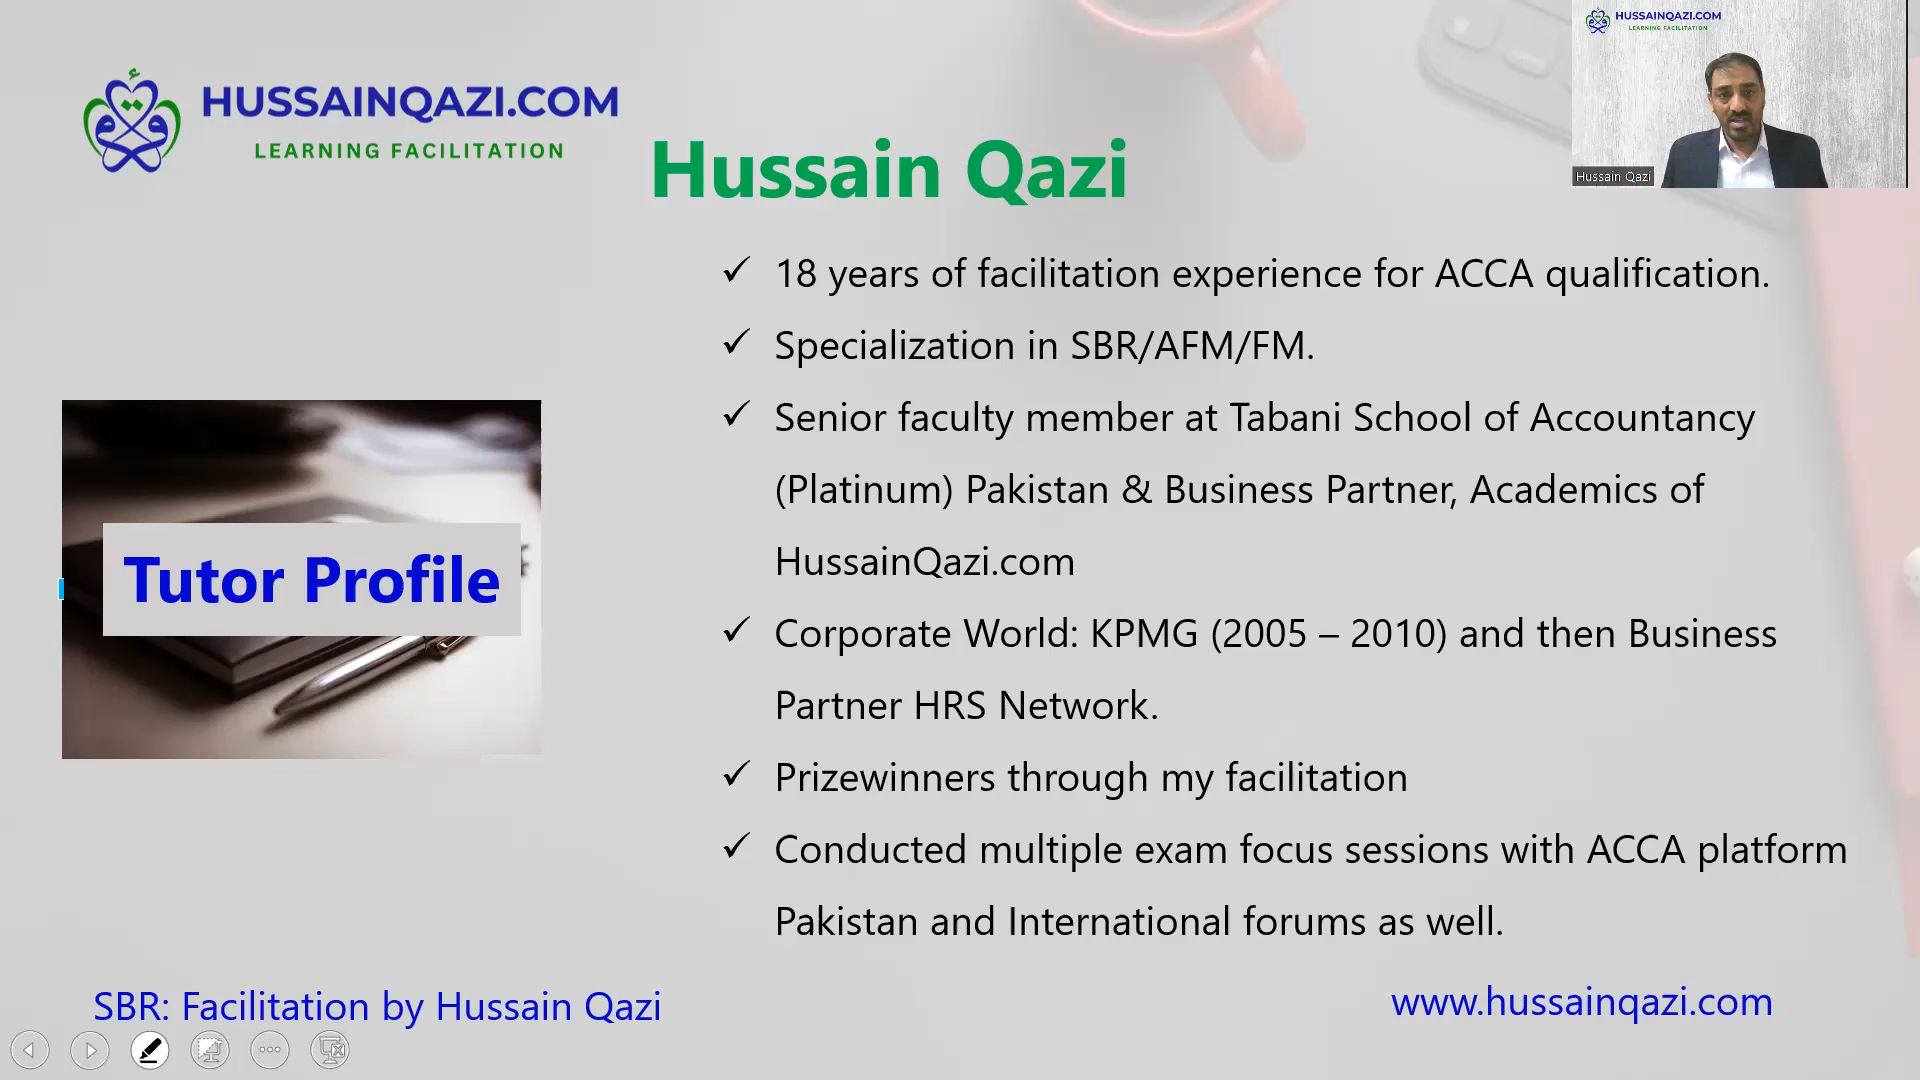 HUSSAINQAZI.COM
LEARNING FACILITATION
HUSSAINQAZI.COM
LEARNING FACILITATION
Hussain Qazi
Hussain Qazi
18 years of facilitation experience for ACCA qualification.
Specialization in SBR/AFM/FM.
Senior faculty member at Tabani School of Accountancy
(Platinum) Pakistan & Business Partner, Academics of
HussainQazi.com
Corporate World: KPMG (2005 – 2010) and then Business
Partner HRS Network.
Prizewinners through my facilitation
Conducted multiple exam focus sessions with ACCA platform
Pakistan and International forums as well.
Tutor Profile
SBR: Facilitation by Hussain Qazi
www.hussainqazi.com